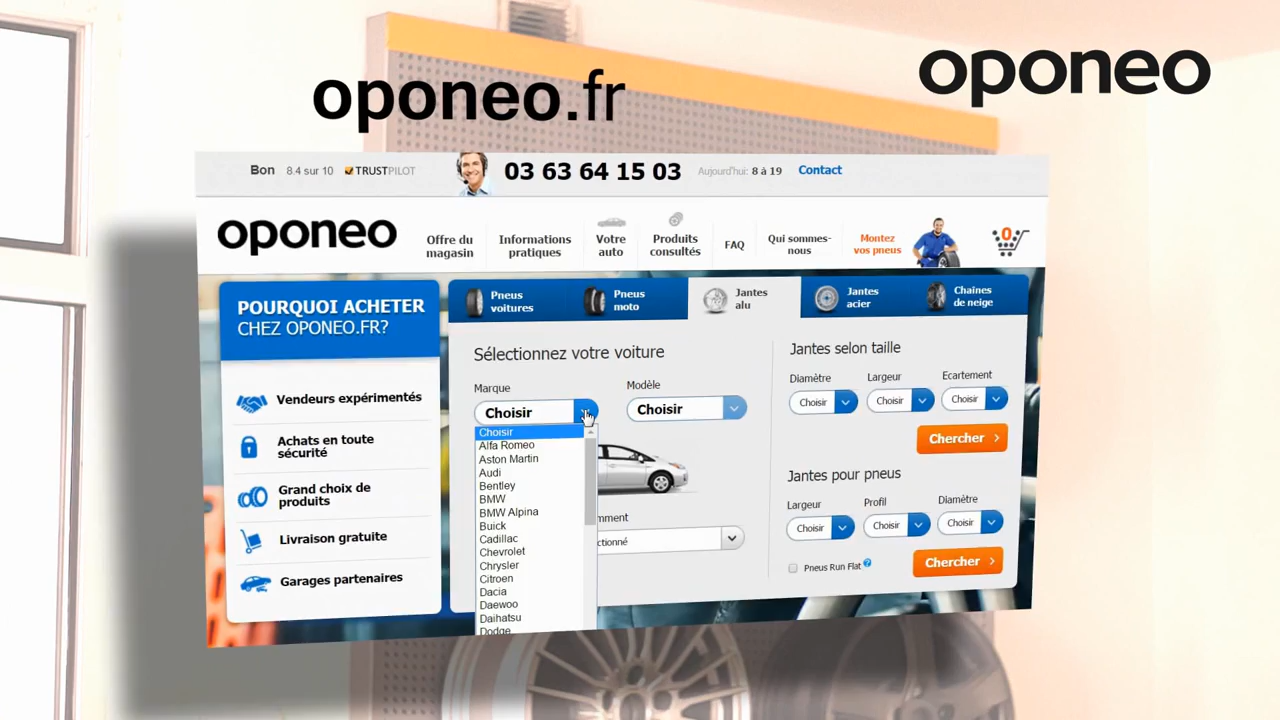 oponeo
oponeo.fr
Bon 8.4 sur 10 TRUSTPILOT 03 63 64 15 03 Aujourd'hui: 8 à 19 Contact
oponeo
Offre du
magasin
Informations
pratiques
Votre
auto
Produits
consultés
FAQ
Qui sommes-
nous
Montez
vos pneus
0
POURQUOI ACHETER
CHEZ OPONEO.FR?
Vendeurs expérimentés
Achats en toute
sécurité
Grand choix de
produits
Livraison gratuite
Garages partenaires
Pneus
voitures
Pneus
moto
Jantes
alu
Jantes
acier
Chaînes
de neige
Sélectionnez votre voiture
Marque
Choisir
Modèle
Choisir
Choisir
Alfa Romeo
Aston Martin
Audi
Bentley
BMW
BMW Alpina
Buick
Cadillac
Chevrolet
Chrysler
Citroen
Dacia
Daewoo
Daihatsu
Dodge
mment
ctionné
Jantes selon taille
Diamètre Largeur Ecartement
Choisir Choisir Choisir
Chercher
Jantes pour pneus
Largeur Profil Diamètre
Choisir Choisir Choisir
Pneus Run Flat ?
Chercher